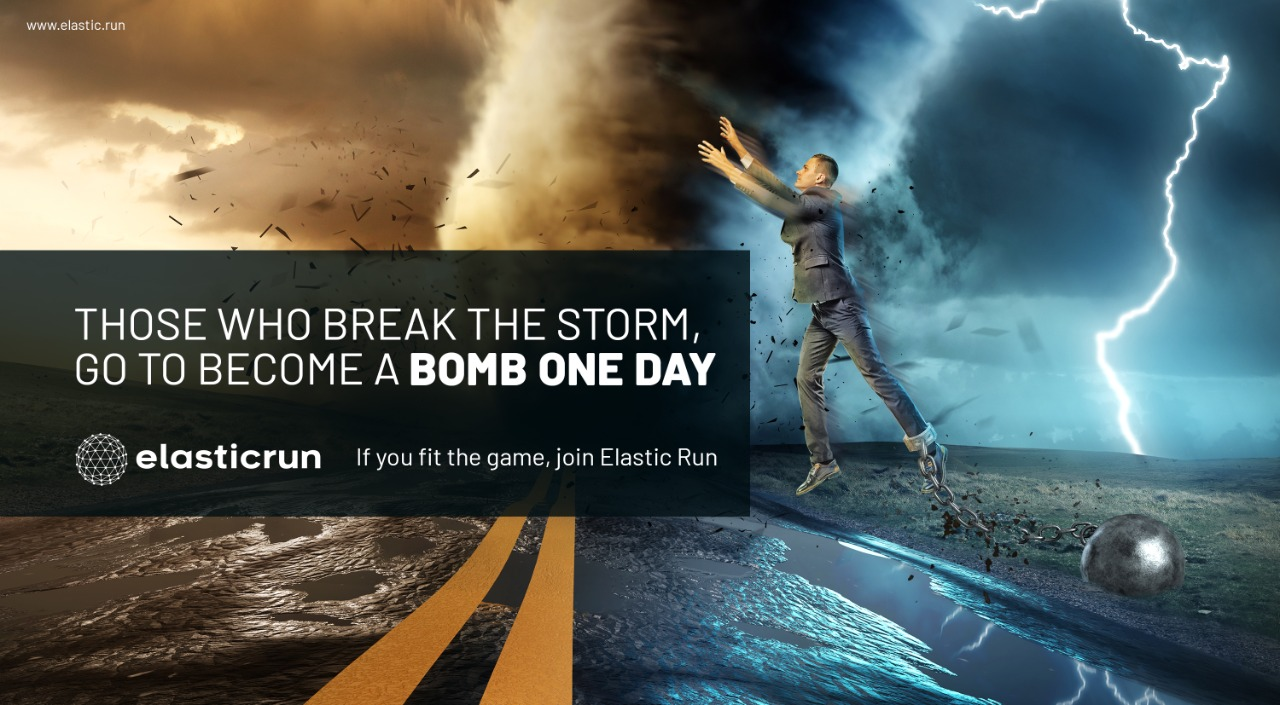 www.elastic.run
THOSE WHO BREAK THE STORM,
GO TO BECOME A BOMB ONE DAY
elasticrun
If you fit the game, join Elastic Run